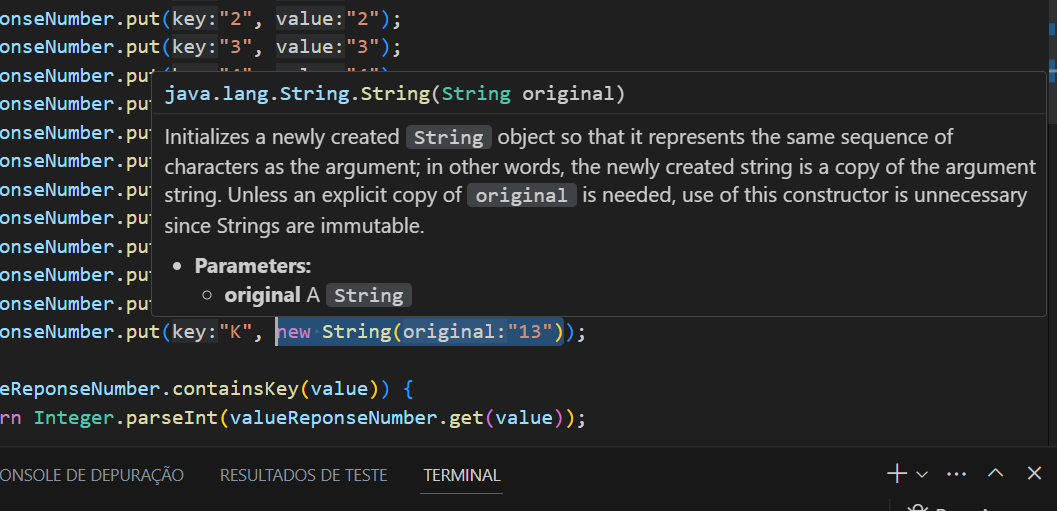 onseNumber.put(key:"2", value:"2");
onseNumber.put(key:"3", value:"3");
onseNumber.put
java.lang.String.String(String original)
onseNumber.put
Initializes a newly created String object so that it represents the same sequence of
onseNumber.put
characters as the argument; in other words, the newly created string is a copy of the argument
onseNumber.put
string. Unless an explicit copy of original is needed, use of this constructor is unnecessary
onseNumber.put
since Strings are immutable.
onseNumber.put
onseNumber.put
• Parameters:
onseNumber.put
○ original A String
onseNumber.put
onseNumber.put(key:"K", new String(original:"13"));
eReponseNumber.containsKey(value)) {
rn Integer.parseInt(valueReponseNumber.get(value));
ONSOLE DE DEPURAÇÃO RESULTADOS DE TESTE TERMINAL